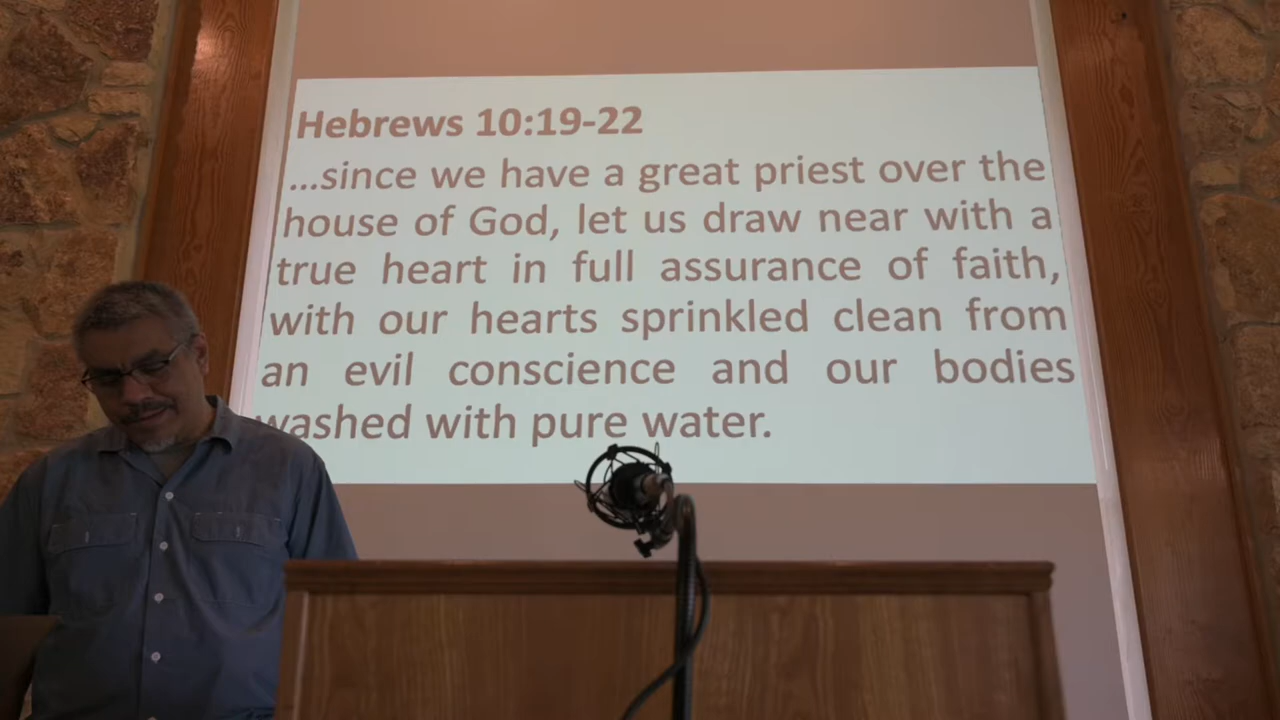 Hebrews 10:19-22
...since we have a great priest over the
house of God, let us draw near with a
true heart in full assurance of faith,
with our hearts sprinkled clean from
an evil conscience and our bodies
washed with pure water.